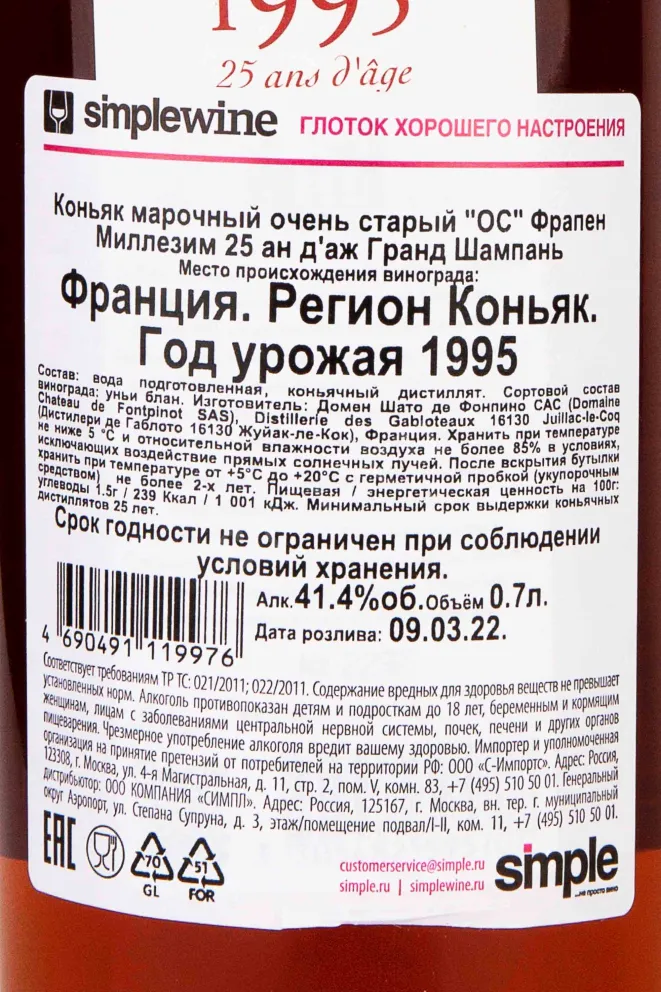 1995
25 ans d'âge
simplewine ГЛОТОК ХОРОШЕГО НАСТРОЕНИЯ
Коньяк марочный очень старый "ОС" Фрапен
Миллезим 25 ан д'аж Гранд Шампань
Место происхождения винограда:
Франция. Регион Коньяк.
Год урожая 1995
Состав: вода подготовленная, коньячный дистиллят. Сортовой состав
винограда: уньи блан. Изготовитель: Домен Шато де Фонпино САС (Domaine
Chateau de Fontpinot SAS), Distillerie des Gabloteaux 16130 Juillac-le-Coq
(Дистилери де Габлото 16130 Жуйак-ле-Кок), Франция. Хранить при температуре
не ниже 5 °С и относительной влажности воздуха не более 85% в условиях,
исключающих воздействие прямых солнечных лучей. После вскрытия бутылки
хранить при температуре от +5°С до +20°С с герметичной пробкой (укупорочным
средством) не более 2-х лет. Пищевая / энергетическая ценность на 100г:
углеводы 1.5г / 239 Ккал / 1 001 кДж. Минимальный срок выдержки коньячных
дистиллятов 25 лет.
Срок годности не ограничен при соблюдении
условий хранения.
Алк.41.4%об.Объём 0.7л.
Дата розлива: 09.03.22.
4 690491 119976
Соответствует требованиям ТР ТС: 021/2011; 022/2011. Содержание вредных для здоровья веществ не превышает
установленных норм. Алкоголь противопоказан детям и подросткам до 18 лет, беременным и кормящим
женщинам, лицам с заболеваниями центральной нервной системы, почек, печени и других органов
пищеварения. Чрезмерное употребление алкоголя вредит вашему здоровью. Импортер и уполномоченная
организация на принятие претензий от потребителей на территории РФ: ООО «С-Импортс». Адрес: Россия,
123308, г. Москва, ул. 4-я Магистральная, д. 11, стр. 2, пом. V, комн. 83, +7 (495) 510 50 01. Генеральный
дистрибьютор: ООО КОМПАНИЯ «СИМПЛ». Адрес: Россия, 125167, г. Москва, вн. тер. г. муниципальный
округ Аэропорт, ул. Степана Супруна, д. 3, этаж/помещение подвал/I-II, ком. 11, +7 (495) 510 50 01.
EAC
70
GL
51
FOR
customerservice@simple.ru
simple.ru | simplewine.ru
simple
...не просто вино